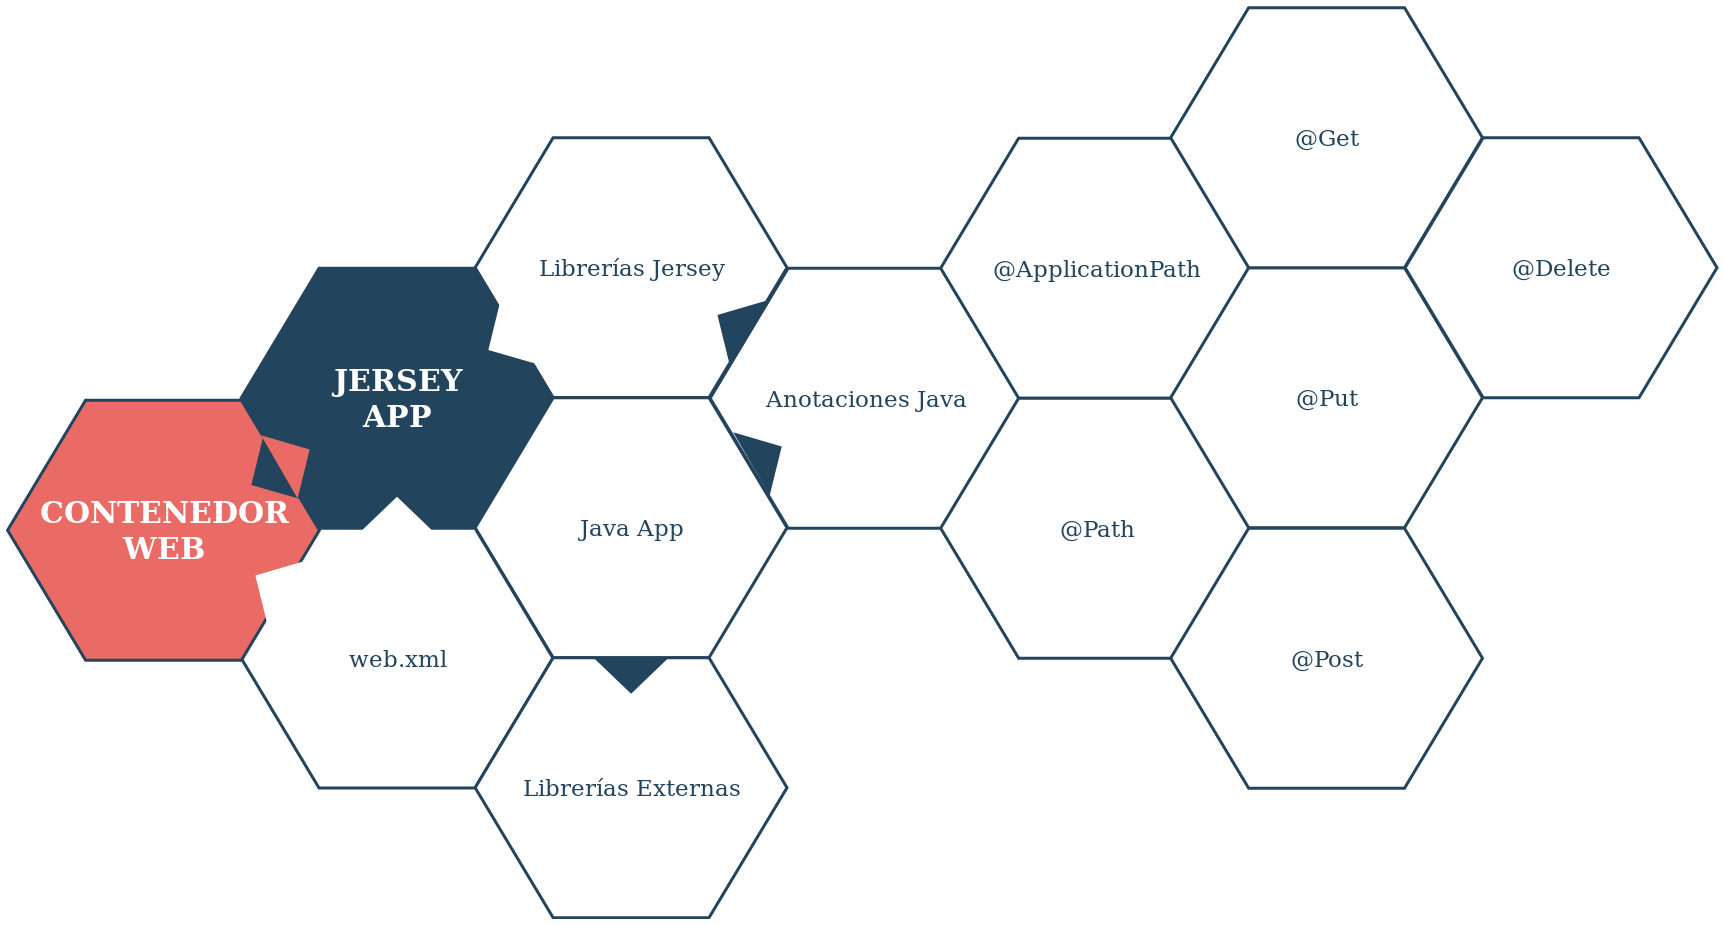 @Get
Librerías Jersey
@ApplicationPath
@Delete
JERSEY
APP
Anotaciones Java
@Put
CONTENEDOR
WEB
Java App
@Path
web.xml
@Post
Librerías Externas